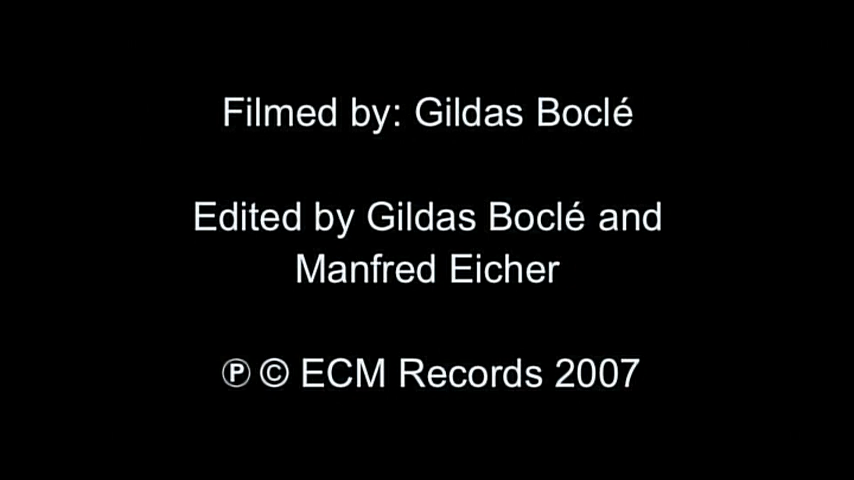 Filmed by: Gildas Boclé
Edited by Gildas Boclé and
Manfred Eicher
℗ © ECM Records 2007